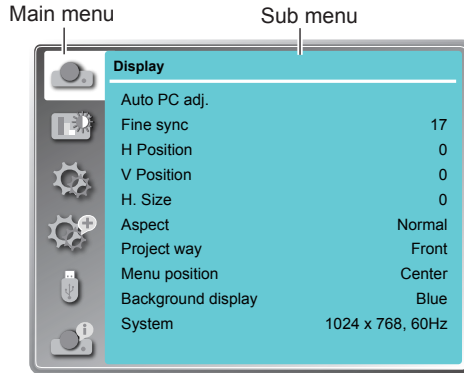 Main menu
Sub menu
Display
Auto PC adj.
Fine sync 17
H Position 0
V Position 0
H. Size 0
Aspect Normal
Project way Front
Menu position Center
Background display Blue
System 1024 x 768, 60Hz